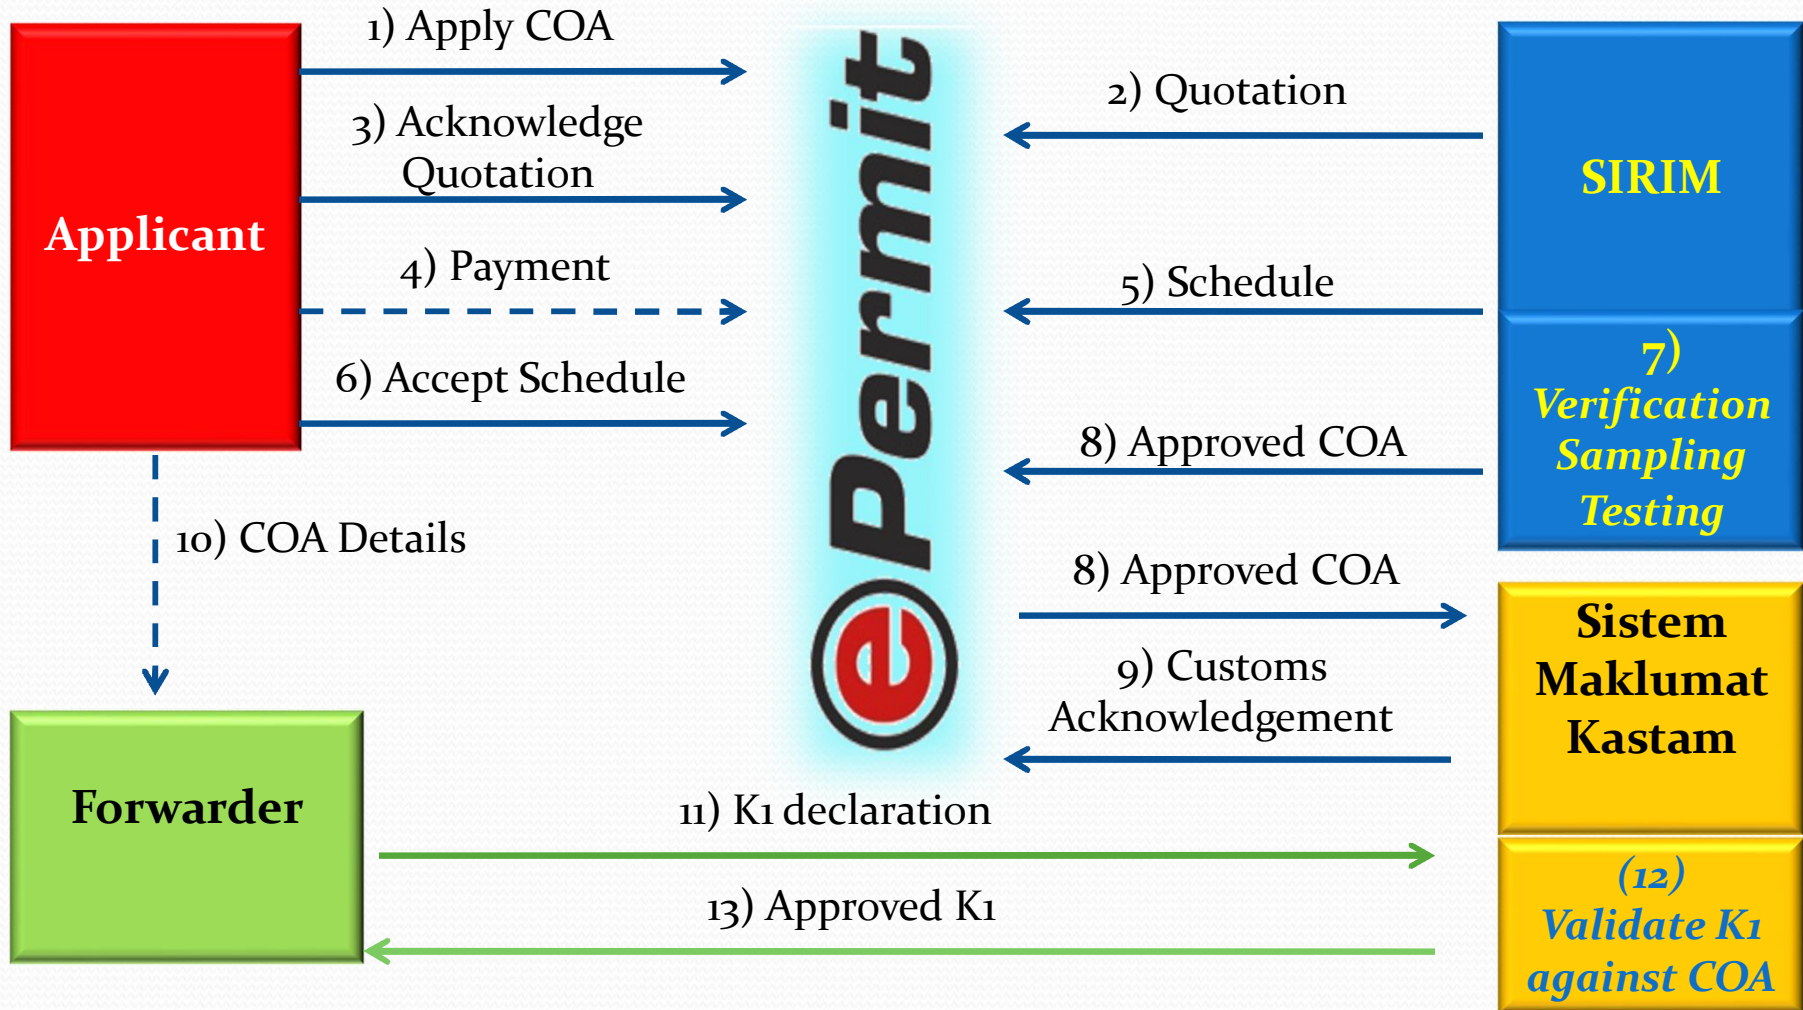 1) Apply COA
3) Acknowledge
Quotation
Applicant
4) Payment
6) Accept Schedule
10) COA Details
Forwarder
ePermit
2) Quotation
SIRIM
5) Schedule
7)
Verification
Sampling
Testing
8) Approved COA
8) Approved COA
Sistem
Maklumat
Kastam
9) Customs
Acknowledgement
11) K1 declaration
(12)
Validate K1
against COA
13) Approved K1